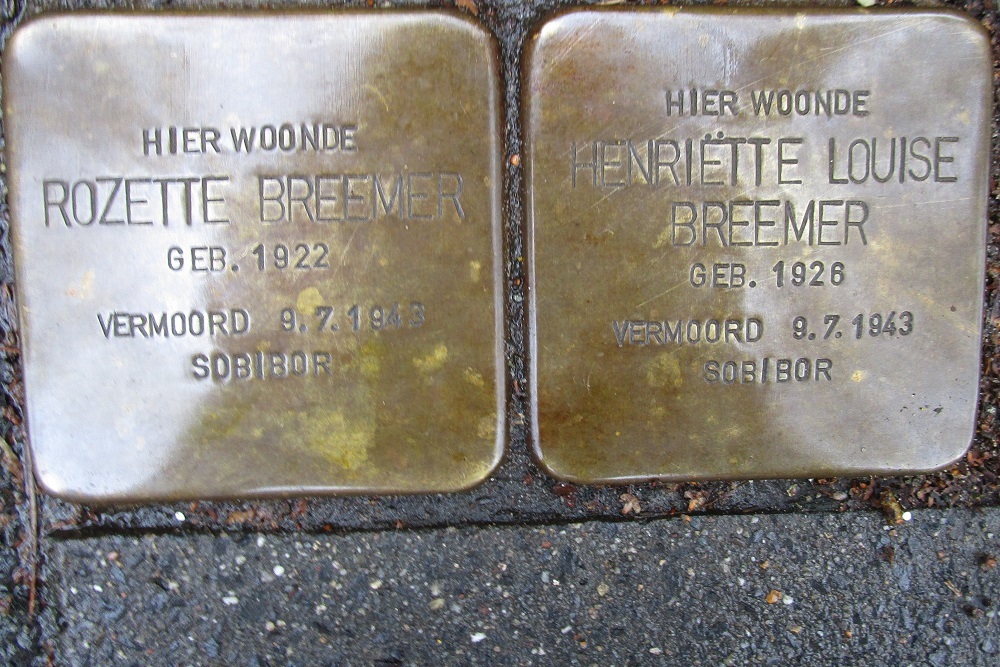 HIER WOONDE
ROZETTE BREEMER
GEB. 1922
VERMOORD 9.7.1943
SOBIBOR
HIER WOONDE
HENRIËTTE LOUISE
BREEMER
GEB. 1926
VERMOORD 9.7.1943
SOBIBOR